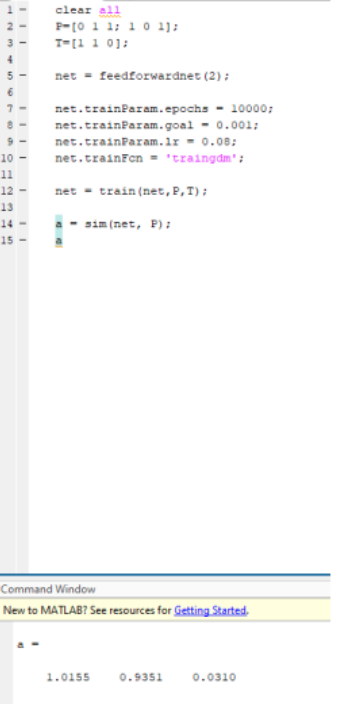 1 - clear all
2 - P=[0 1 1; 1 0 1];
3 - T=[1 1 0];
4
5 - net = feedforwardnet(2);
6
7 - net.trainParam.epochs = 10000;
8 - net.trainParam.goal = 0.001;
9 - net.trainParam.lr = 0.08;
10 - net.trainFcn = 'traingdm';
11
12 - net = train(net,P,T);
13
14 - a = sim(net, P);
15 - a
Command Window
New to MATLAB? See resources for Getting Started.
a =
1.0155 0.9351 0.0310